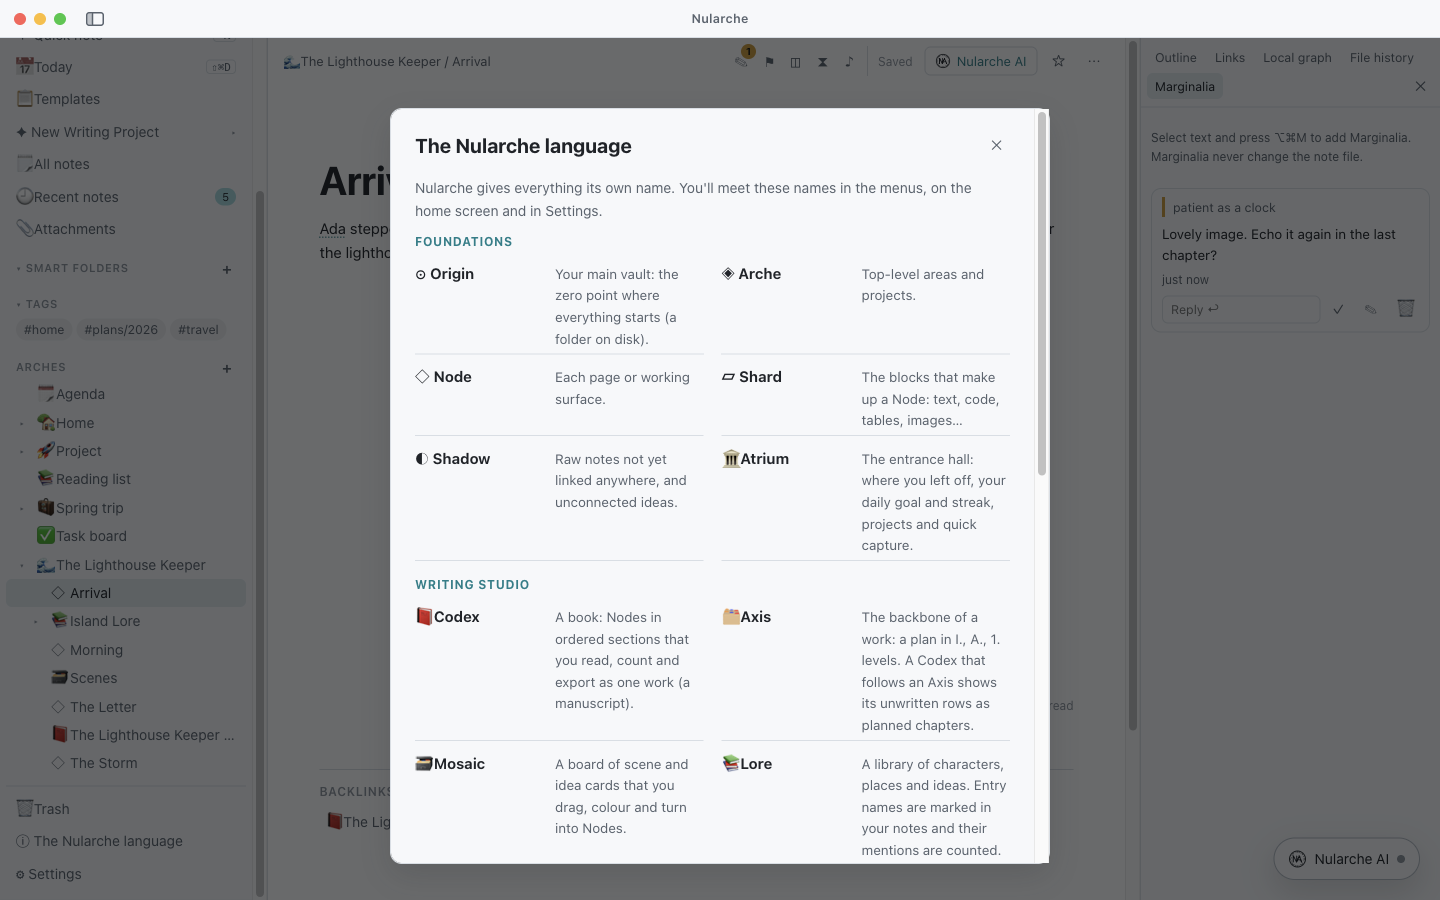 Nularche
Quick note
Today
⇧⌘D
Templates
New Writing Project
All notes
Recent notes
5
Attachments
SMART FOLDERS
+
TAGS
#home
#plans/2026
#travel
ARCHES
+
Agenda
Home
Project
Reading list
Spring trip
Task board
The Lighthouse Keeper
Arrival
Island Lore
Morning
Scenes
The Letter
The Lighthouse Keeper ...
The Storm
Trash
The Nularche language
Settings
The Lighthouse Keeper / Arrival
1
Saved
Nularche AI
Ada
the
read
BACKLINKS
The
The Nularche language
Nularche gives everything its own name. You'll meet these names in the menus, on the
home screen and in Settings.
FOUNDATIONS
Origin
Your main vault: the
zero point where
everything starts (a
folder on disk).
Arche
Top-level areas and
projects.
Node
Each page or working
surface.
Shard
The blocks that make
up a Node: text, code,
tables, images...
Shadow
Raw notes not yet
linked anywhere, and
unconnected ideas.
Atrium
The entrance hall:
where you left off, your
daily goal and streak,
projects and quick
capture.
WRITING STUDIO
Codex
A book: Nodes in
ordered sections that
you read, count and
export as one work (a
manuscript).
Axis
The backbone of a
work: a plan in I., A., 1.
levels. A Codex that
follows an Axis shows
its unwritten rows as
planned chapters.
Mosaic
A board of scene and
idea cards that you
drag, colour and turn
into Nodes.
Lore
A library of characters,
places and ideas. Entry
names are marked in
your notes and their
mentions are counted.
Outline
Links
Local graph
File history
Marginalia
Select text and press ⌥⌘M to add Marginalia.
Marginalia never change the note file.
patient as a clock
Lovely image. Echo it again in the last
chapter?
just now
Reply ↩
Nularche AI